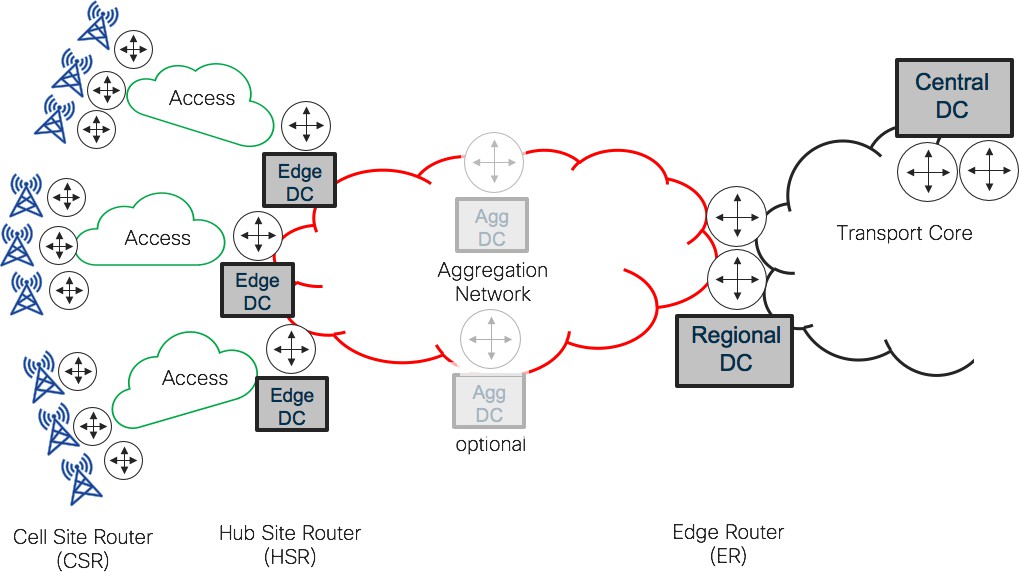 Access
Central
DC
Edge
DC
Agg
DC
Access
Transport Core
Aggregation
Network
Edge
DC
Regional
DC
Access
Edge
DC
Agg
DC
optional
Cell Site Router
(CSR)
Hub Site Router
(HSR)
Edge Router
(ER)